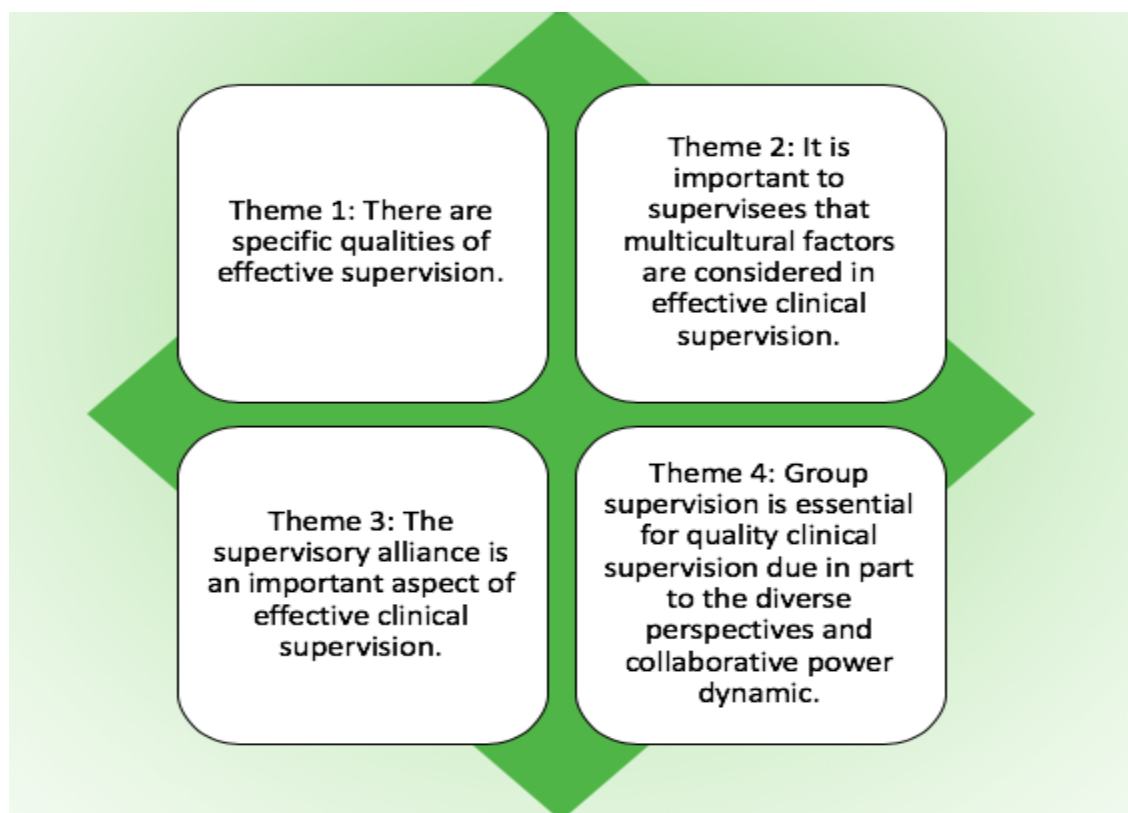 Theme 1: There are
specific qualities of
effective supervision.
Theme 2: It is
important to
supervisees that
multicultural factors
are considered in
effective clinical
supervision.
Theme 3: The
supervisory alliance is
an important aspect of
effective clinical
supervision.
Theme 4: Group
supervision is essential
for quality clinical
supervision due in part
to the diverse
perspectives and
collaborative power
dynamic.